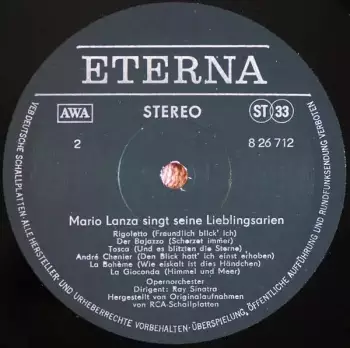 ETERNA
AWA
STEREO
ST 33
2
8 26 712
Mario Lanza singt seine Lieblingsarien
Rigoletto (Freundlich blick' ich)
Der Bajazzo (Scherzet immer)
Tosca (Und es blitzten die Sterne)
André Chenier (Den Blick hatt' ich einst erhoben)
La Bohème (Wie eiskalt ist dies Händchen)
La Gioconda (Himmel und Meer)
Opernorchester
Dirigent: Ray Sinatra
Hergestellt von Originalaufnahmen
von RCA-Schallplatten
VEB DEUTSCHE SCHALLPLATTEN·ALLE HERSTELLER- UND URHEBERRECHTE VORBEHALTEN·ÜBERSPIELUNG, ÖFFENTLICHE AUFFÜHRUNG UND RUNDFUNKSENDUNG VERBOTEN